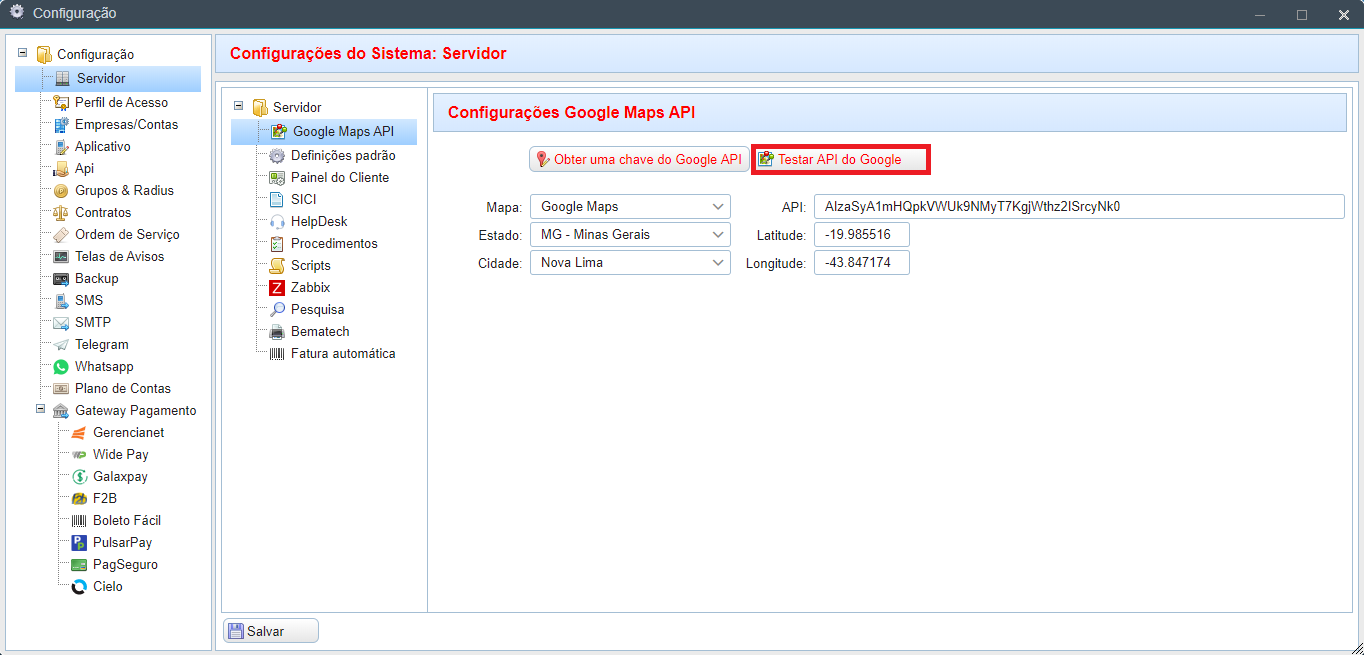 Configuração
Configuração
Servidor
Perfil de Acesso
Empresas/Contas
Aplicativo
Api
Grupos & Radius
Contratos
Ordem de Serviço
Telas de Avisos
Backup
SMS
SMTP
Telegram
Whatsapp
Plano de Contas
Gateway Pagamento
Gerencianet
Wide Pay
Galaxpay
F2B
Boleto Fácil
PulsarPay
PagSeguro
Cielo
Configurações do Sistema: Servidor
Servidor
Google Maps API
Definições padrão
Painel do Cliente
SICI
HelpDesk
Procedimentos
Scripts
Zabbix
Pesquisa
Bematech
Fatura automática
Configurações Google Maps API
Obter uma chave do Google API Testar API do Google
Mapa: Google Maps API: AIzaSyA1mHQpkVWUk9NMyT7KgjWthz2ISrcyNk0
Estado: MG - Minas Gerais Latitude: -19.985516
Cidade: Nova Lima Longitude: -43.847174
Salvar